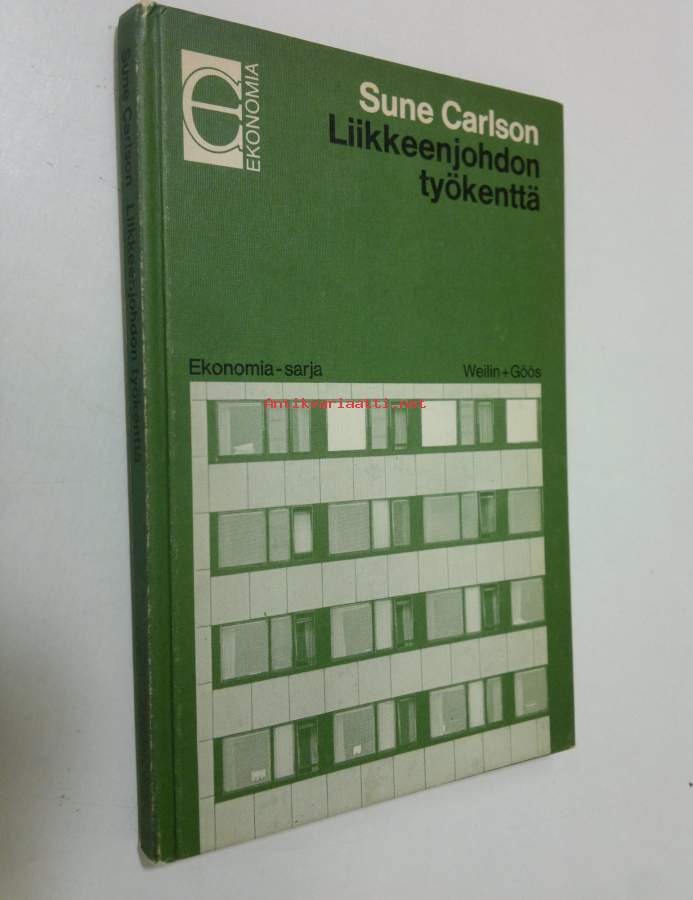 EKONOMIA
Sune Carlson
Liikkeenjohdon
työkenttä
Ekonomia-sarja
Weilin+Göös
Antikvariaatti.net
Sune Carlson Liikkeenjohdon työkenttä